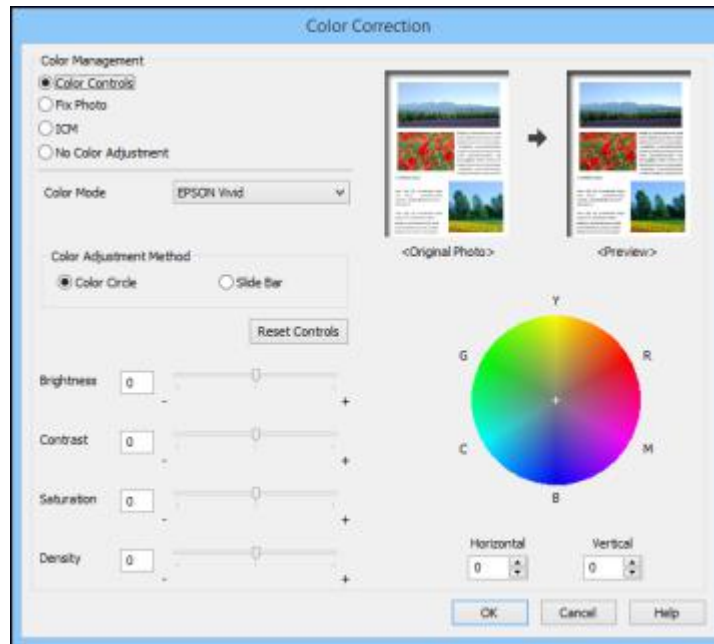 Color Correction
Color Management
Color Controls
Fix Photo
ICM
No Color Adjustment
Color Mode EPSON Vivid
<Original Photo> <Preview>
Color Adjustment Method
Color Circle Slide Bar
Reset Controls
Y
G R
C M
B
Brightness 0
- +
Contrast 0
- +
Saturation 0
- +
Density 0
- +
Horizontal Vertical
0 0
OK Cancel Help